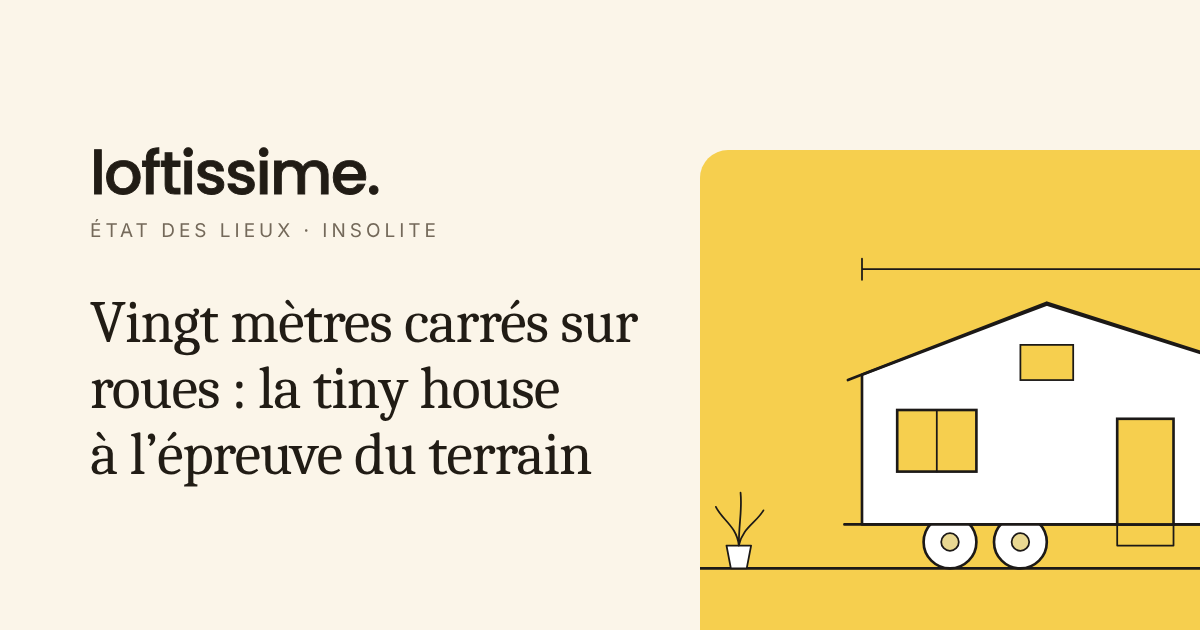 loftissime.
ÉTAT DES LIEUX · INSOLITE
Vingt mètres carrés sur
roues : la tiny house
à l’épreuve du terrain